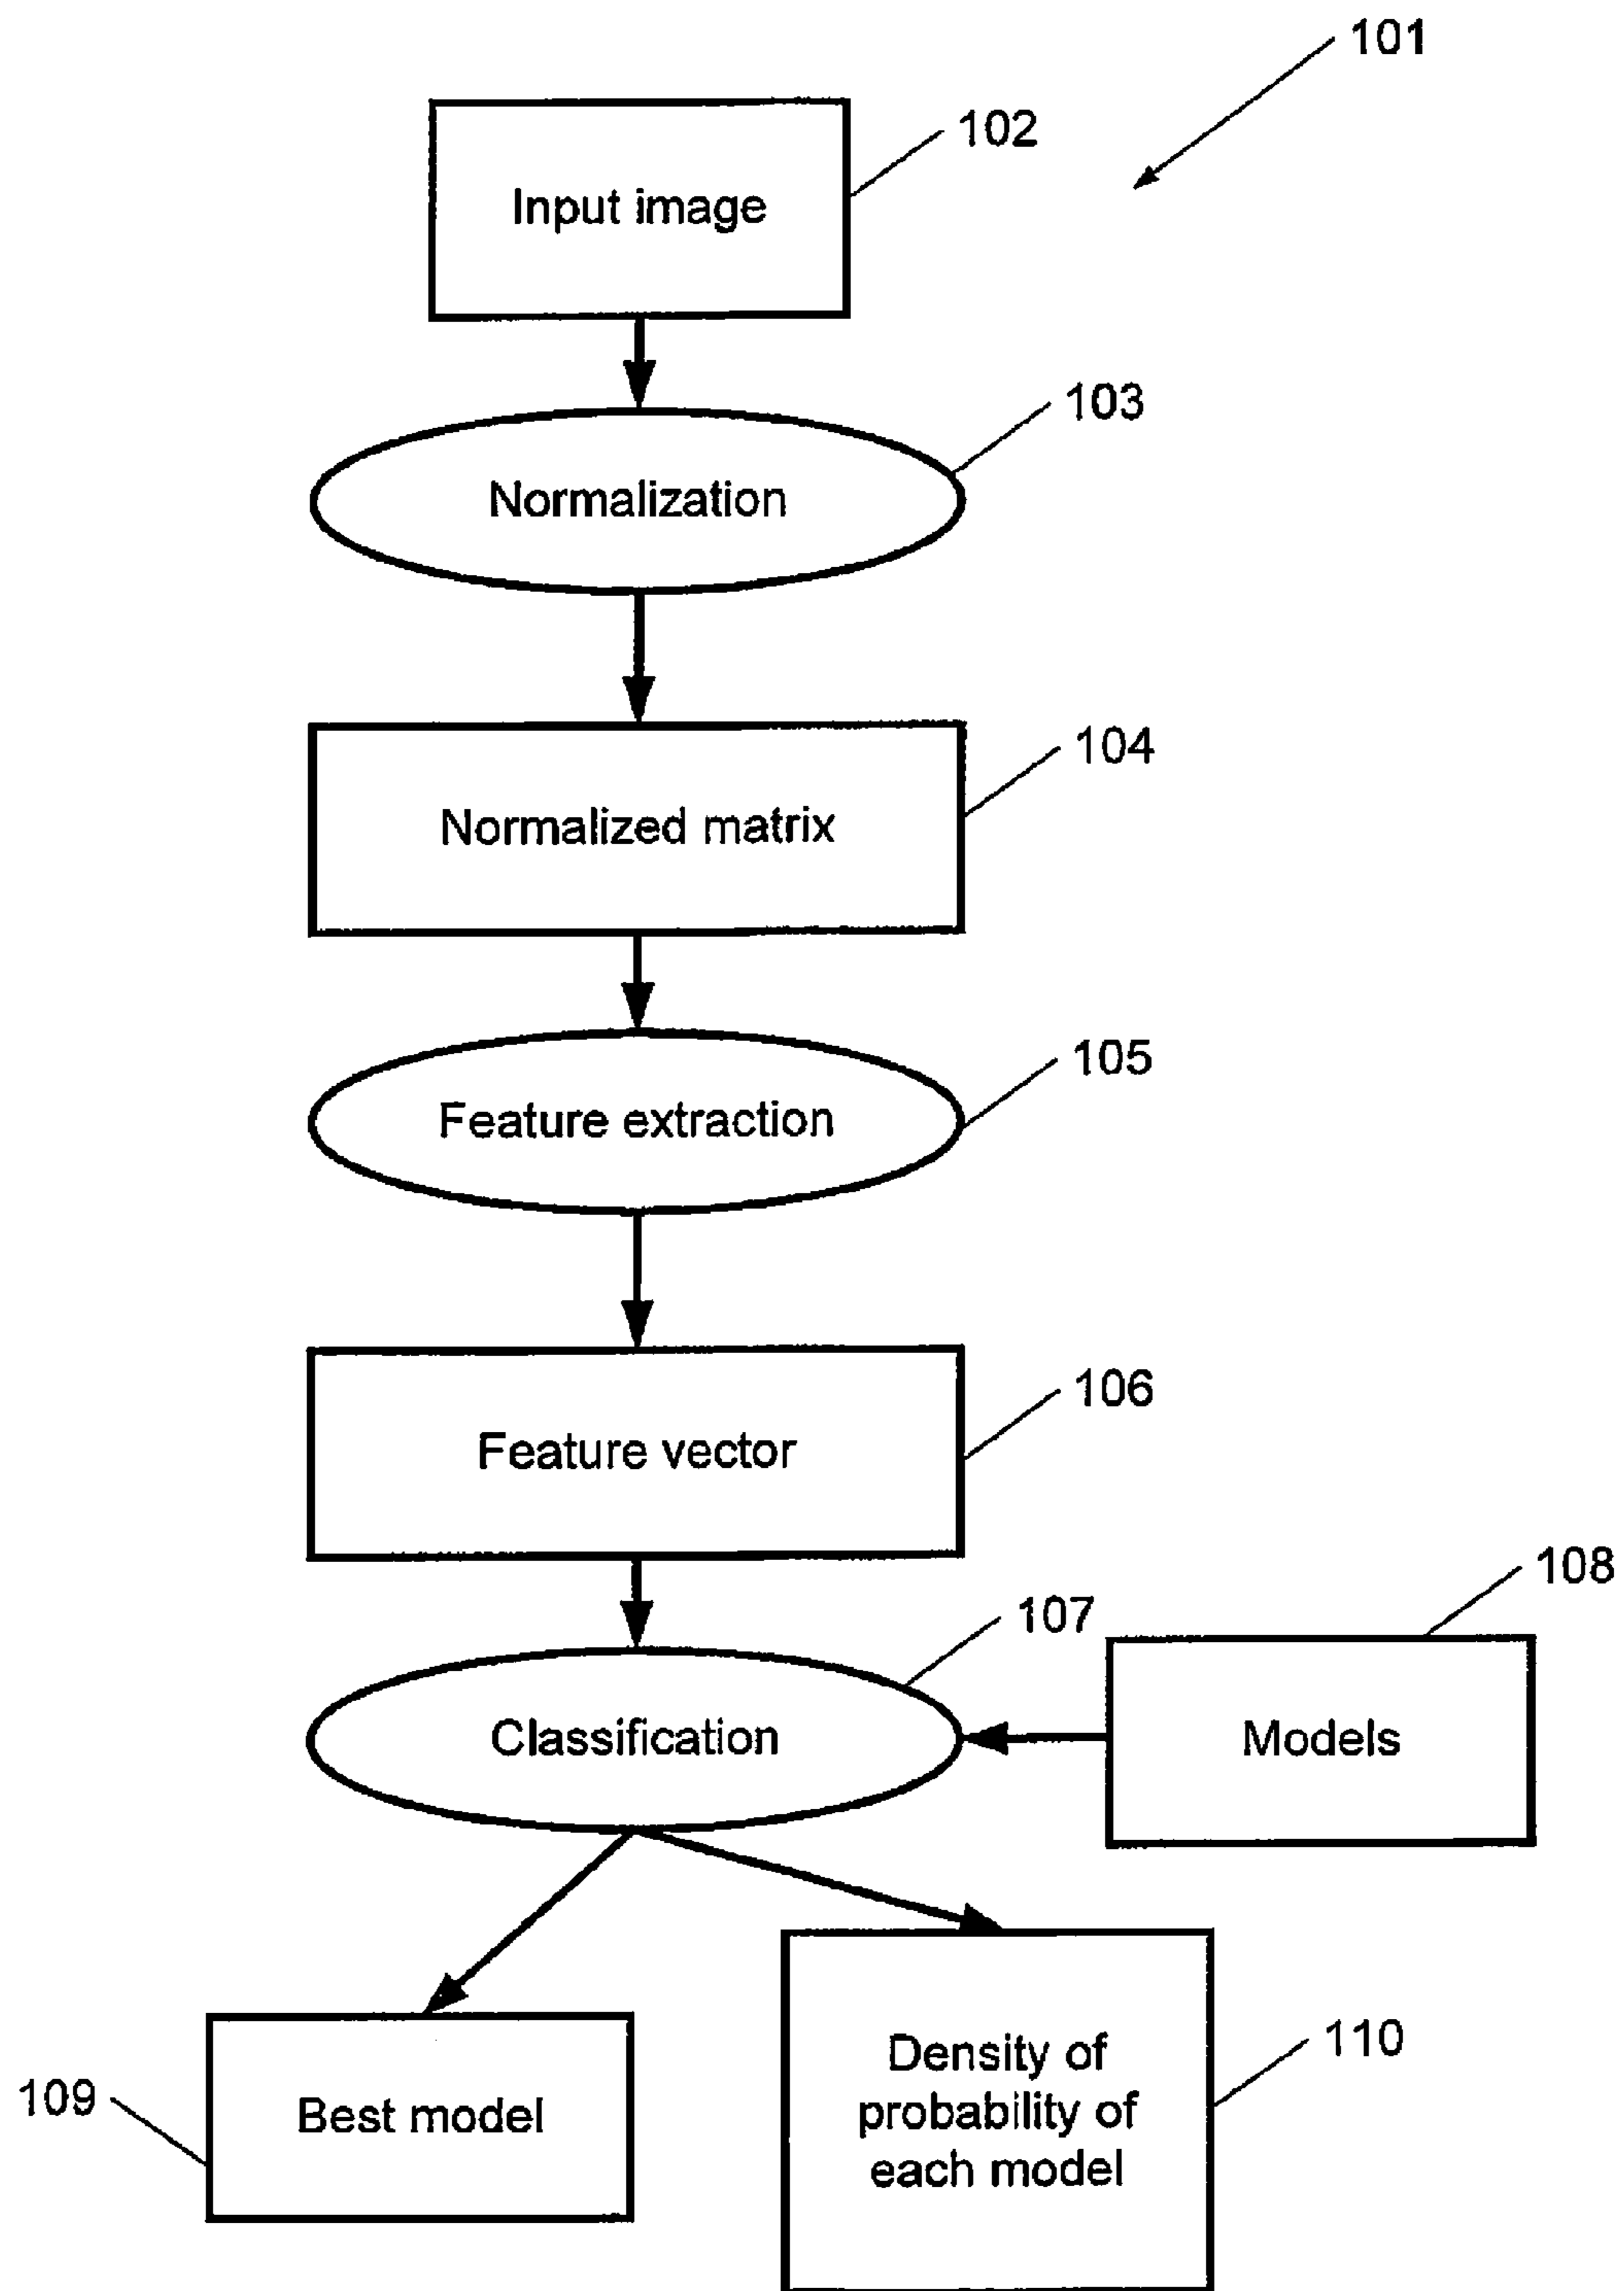 101
102
Input image
103
Normalization
104
Normalized matrix
105
Feature extraction
106
Feature vector
108
107
Classification
Models
109
Best model
110
Density of
probability of
each model